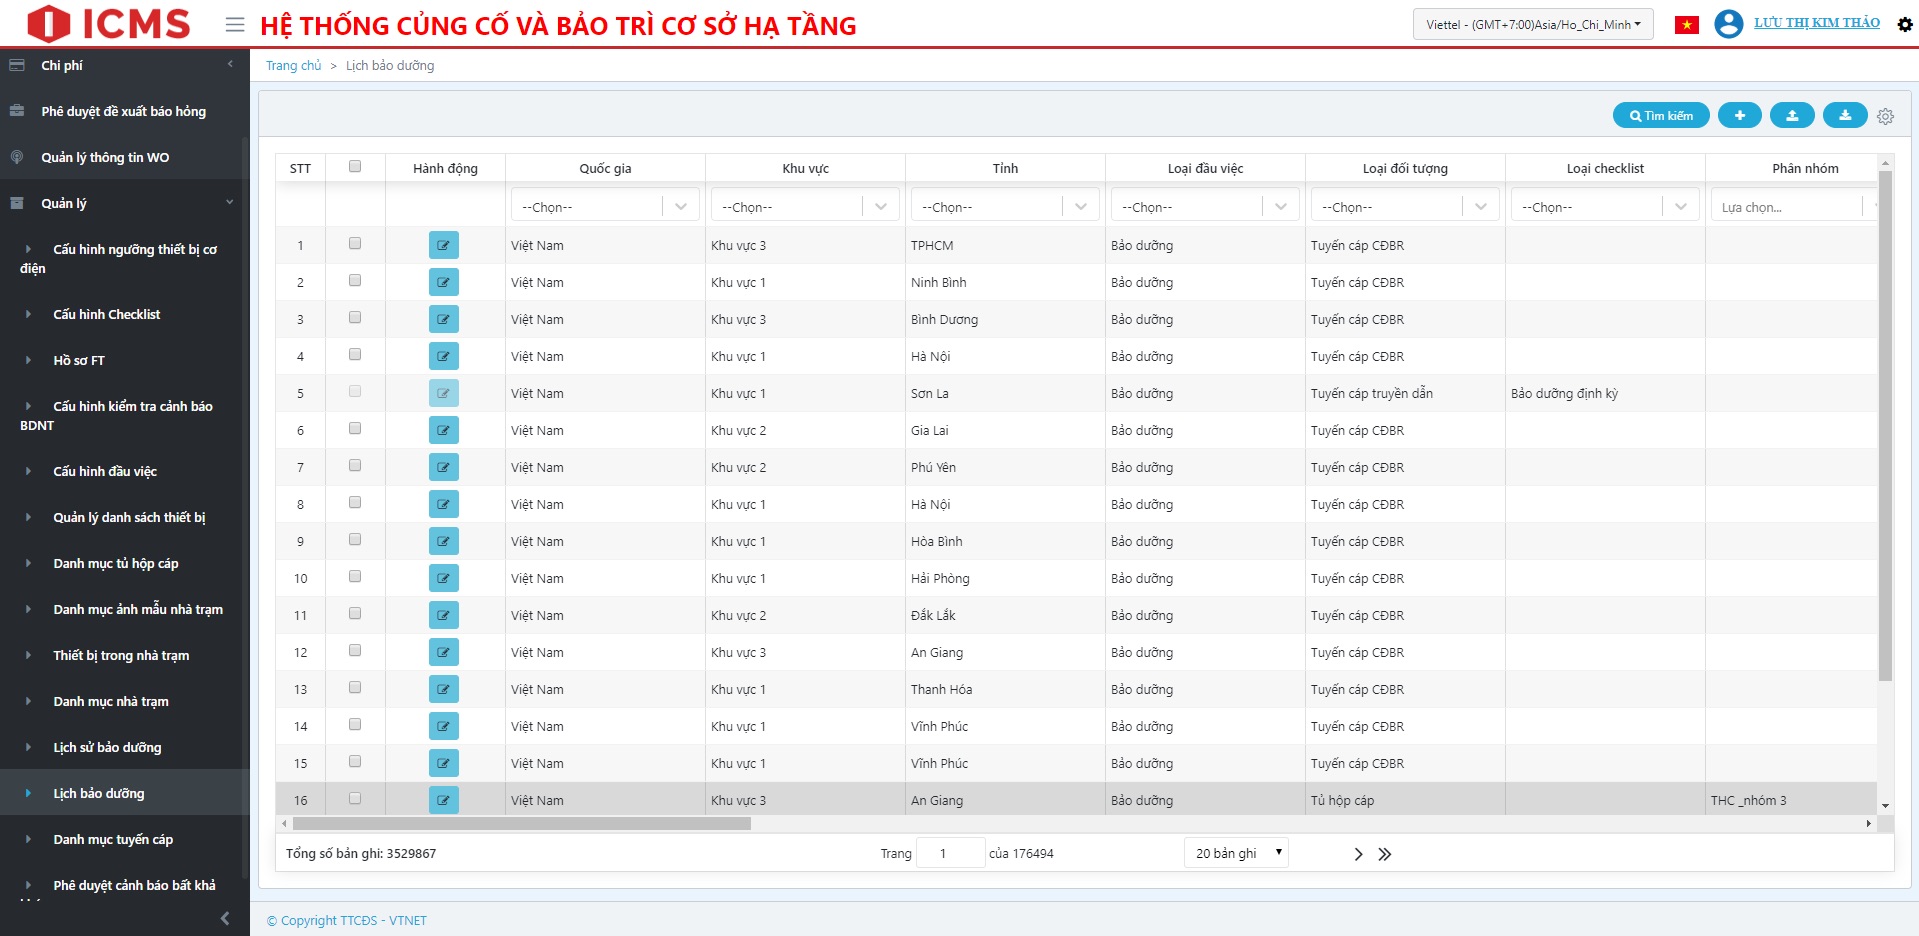 ICMS
HỆ THỐNG CỦNG CỐ VÀ BẢO TRÌ CƠ SỞ HẠ TẦNG
Viettel - (GMT+7:00)Asia/Ho_Chi_Minh
LƯU THỊ KIM THẢO
Chi phí
Phê duyệt đề xuất báo hỏng
Quản lý thông tin WO
Quản lý
Cấu hình ngưỡng thiết bị cơ
điện
Cấu hình Checklist
Hồ sơ FT
Cấu hình kiểm tra cảnh báo
BDNT
Cấu hình đầu việc
Quản lý danh sách thiết bị
Danh mục tủ hộp cáp
Danh mục ảnh mẫu nhà trạm
Thiết bị trong nhà trạm
Danh mục nhà trạm
Lịch sử bảo dưỡng
Lịch bảo dưỡng
Danh mục tuyến cáp
Phê duyệt cảnh báo bất khả
Trang chủ > Lịch bảo dưỡng
Tìm kiếm
STT Hành động Quốc gia Khu vực Tỉnh Loại đầu việc Loại đối tượng Loại checklist Phân nhóm
--Chọn-- --Chọn-- --Chọn-- --Chọn-- --Chọn-- --Chọn-- Lựa chọn...
1 Việt Nam Khu vực 3 TPHCM Bảo dưỡng Tuyến cáp CĐBR
2 Việt Nam Khu vực 1 Ninh Bình Bảo dưỡng Tuyến cáp CĐBR
3 Việt Nam Khu vực 3 Bình Dương Bảo dưỡng Tuyến cáp CĐBR
4 Việt Nam Khu vực 1 Hà Nội Bảo dưỡng Tuyến cáp CĐBR
5 Việt Nam Khu vực 1 Sơn La Bảo dưỡng Tuyến cáp truyền dẫn Bảo dưỡng định kỳ
6 Việt Nam Khu vực 2 Gia Lai Bảo dưỡng Tuyến cáp CĐBR
7 Việt Nam Khu vực 2 Phú Yên Bảo dưỡng Tuyến cáp CĐBR
8 Việt Nam Khu vực 1 Hà Nội Bảo dưỡng Tuyến cáp CĐBR
9 Việt Nam Khu vực 1 Hòa Bình Bảo dưỡng Tuyến cáp CĐBR
10 Việt Nam Khu vực 1 Hải Phòng Bảo dưỡng Tuyến cáp CĐBR
11 Việt Nam Khu vực 2 Đắk Lắk Bảo dưỡng Tuyến cáp CĐBR
12 Việt Nam Khu vực 3 An Giang Bảo dưỡng Tuyến cáp CĐBR
13 Việt Nam Khu vực 1 Thanh Hóa Bảo dưỡng Tuyến cáp CĐBR
14 Việt Nam Khu vực 1 Vĩnh Phúc Bảo dưỡng Tuyến cáp CĐBR
15 Việt Nam Khu vực 1 Vĩnh Phúc Bảo dưỡng Tuyến cáp CĐBR
16 Việt Nam Khu vực 3 An Giang Bảo dưỡng Tủ hộp cáp THC _nhóm 3
Tổng số bản ghi: 3529867 Trang 1 của 176494 20 bản ghi
© Copyright TTCĐS - VTNET